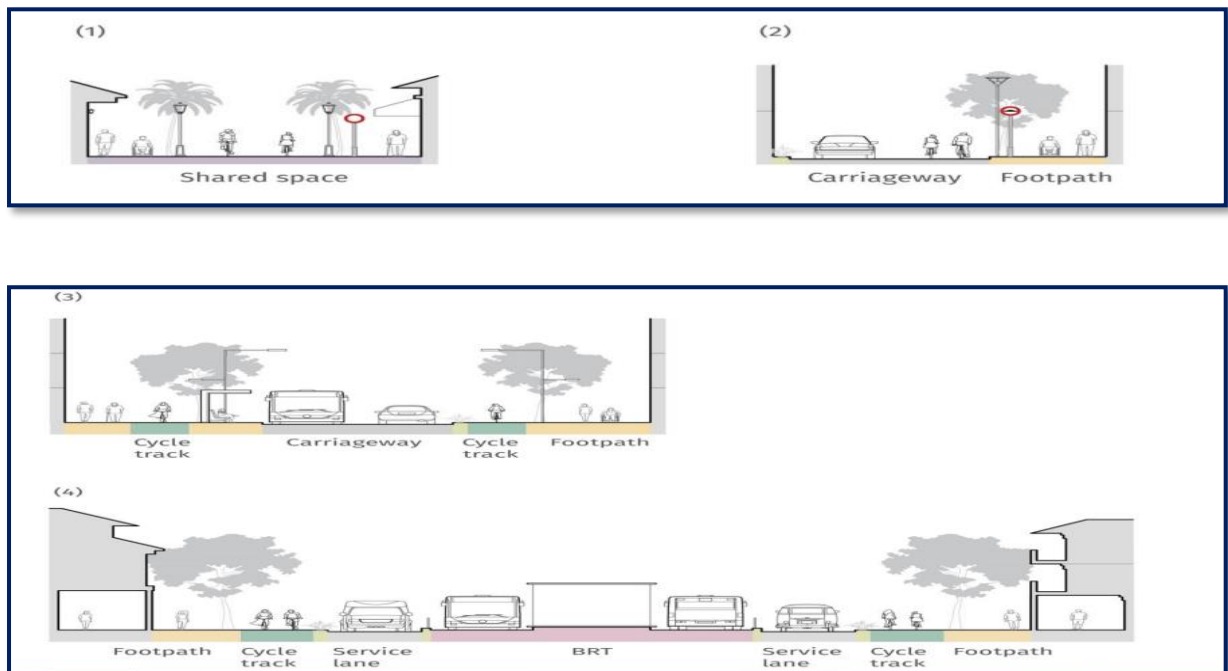 (1)
(2)
Shared space
Carriageway Footpath
(3)
Cycle track
Carriageway
Cycle track
Footpath
(4)
Footpath
Cycle track
Service lane
BRT
Service lane
Cycle track
Footpath